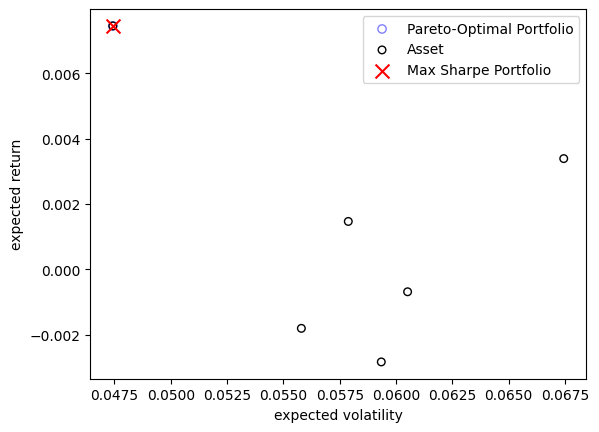 Pareto-Optimal Portfolio
Asset
Max Sharpe Portfolio
expected return
0.006
0.004
0.002
0.000
−0.002
0.0475 0.0500 0.0525 0.0550 0.0575 0.0600 0.0625 0.0650 0.0675
expected volatility